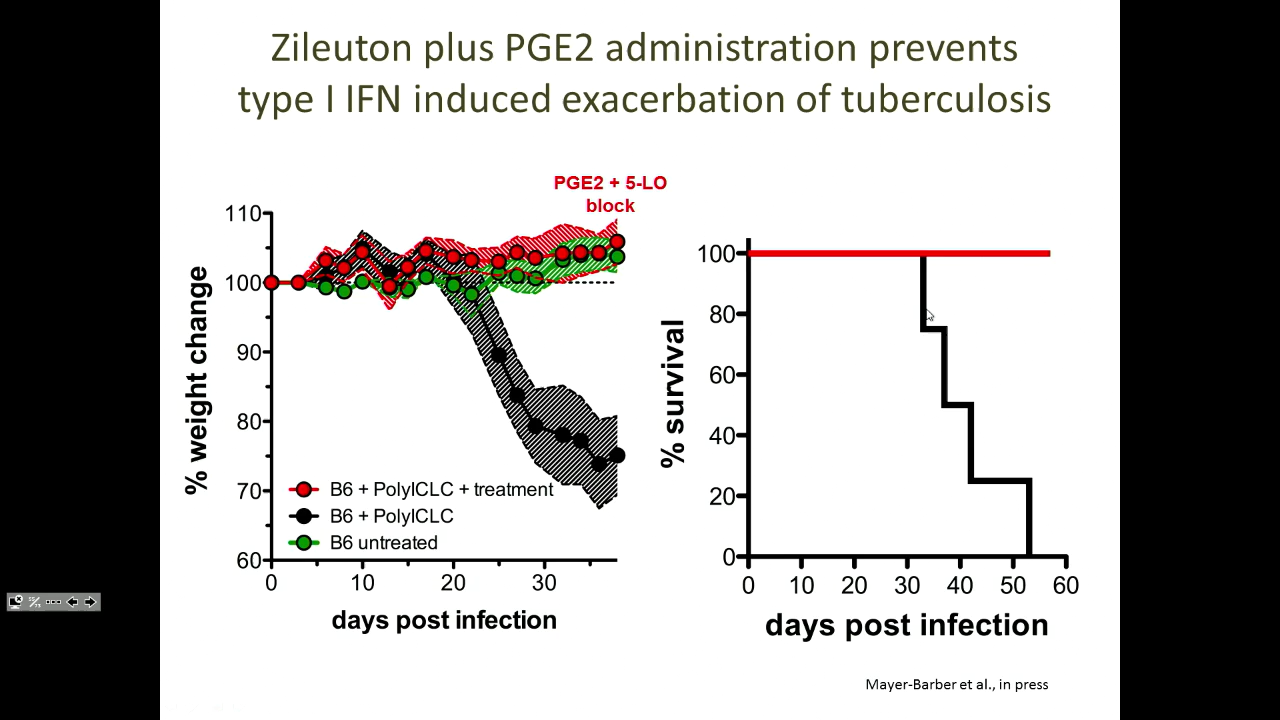 Zileuton plus PGE2 administration prevents
type I IFN induced exacerbation of tuberculosis
PGE2 + 5-LO
block
110
100
90
80
70
60
% weight change
B6 + PolyICLC + treatment
B6 + PolyICLC
B6 untreated
0 10 20 30
days post infection
100
80
60
40
20
0
% survival
0 10 20 30 40 50 60
days post infection
Mayer-Barber et al., in press